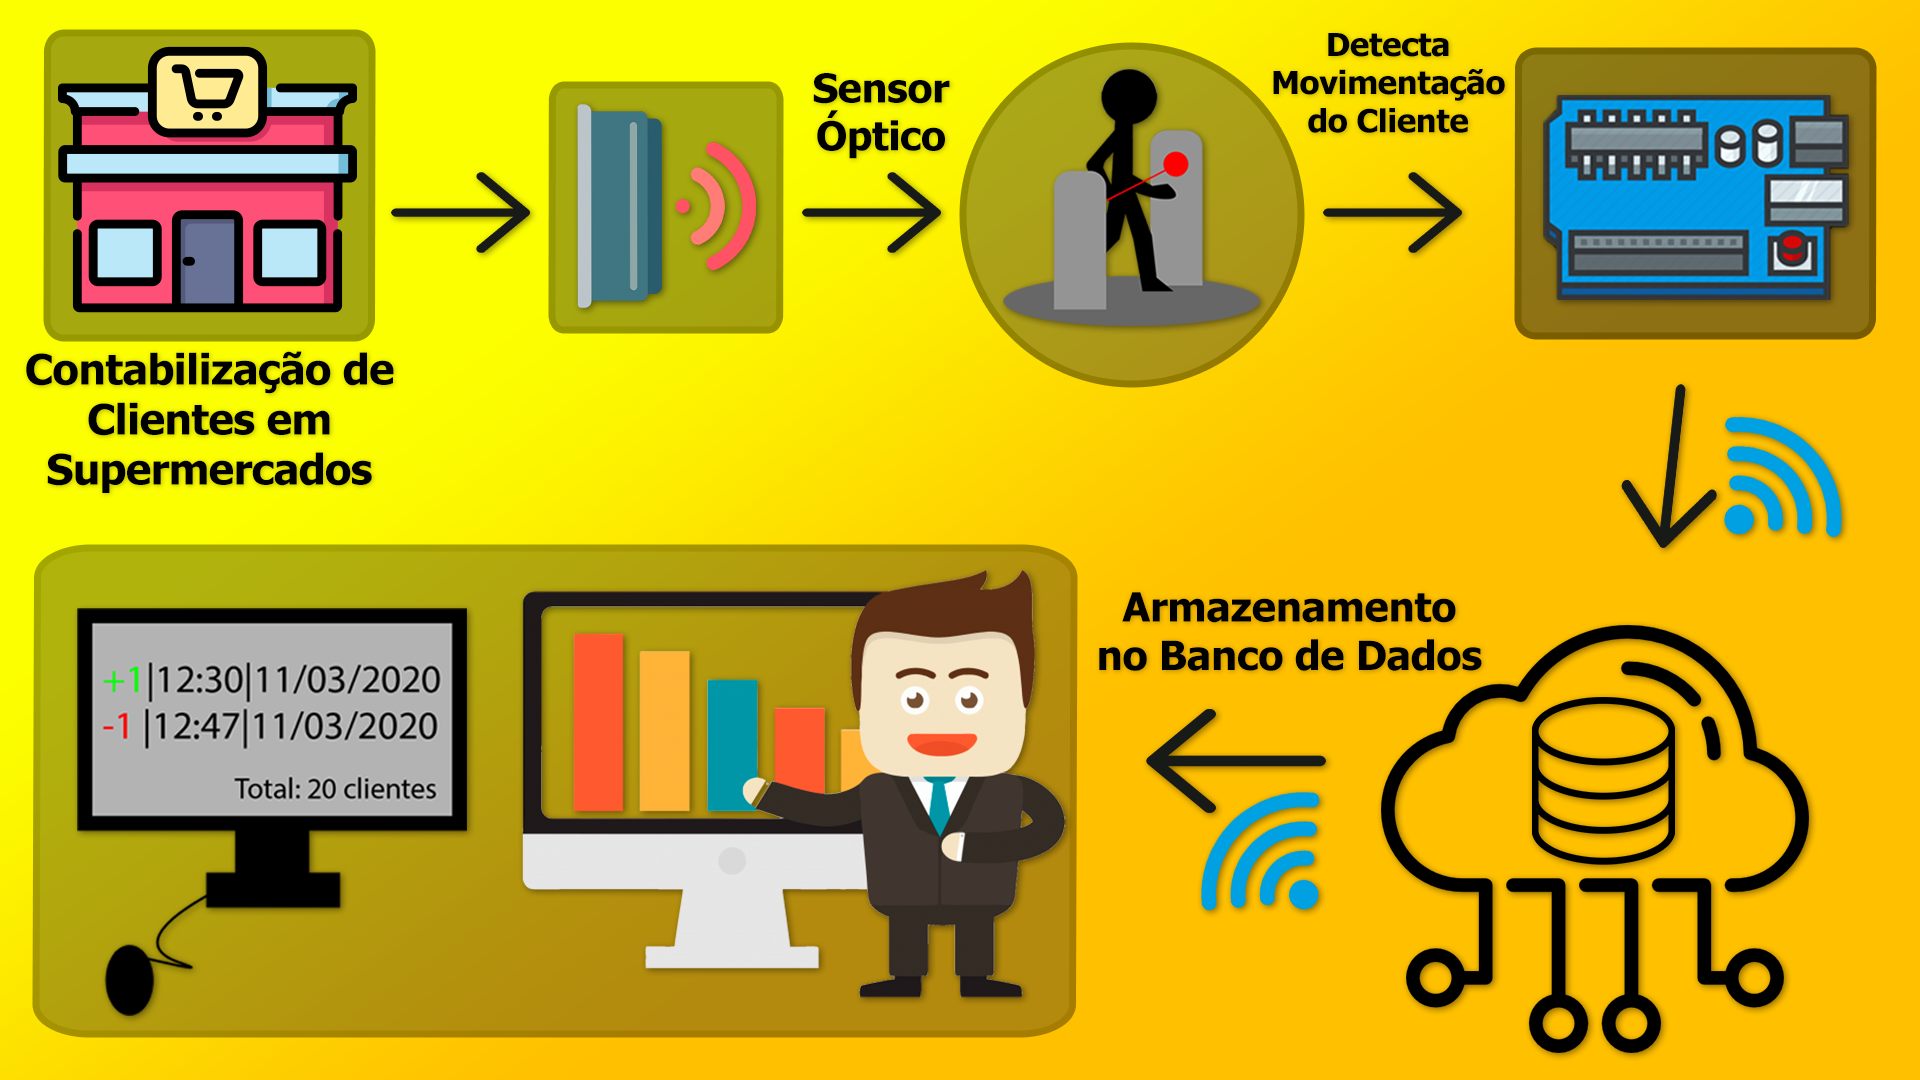 Contabilização de
Clientes em
Supermercados
Sensor
Óptico
Detecta
Movimentação
do Cliente
Armazenamento
no Banco de Dados
+1|12:30|11/03/2020
-1 |12:47|11/03/2020
Total: 20 clientes